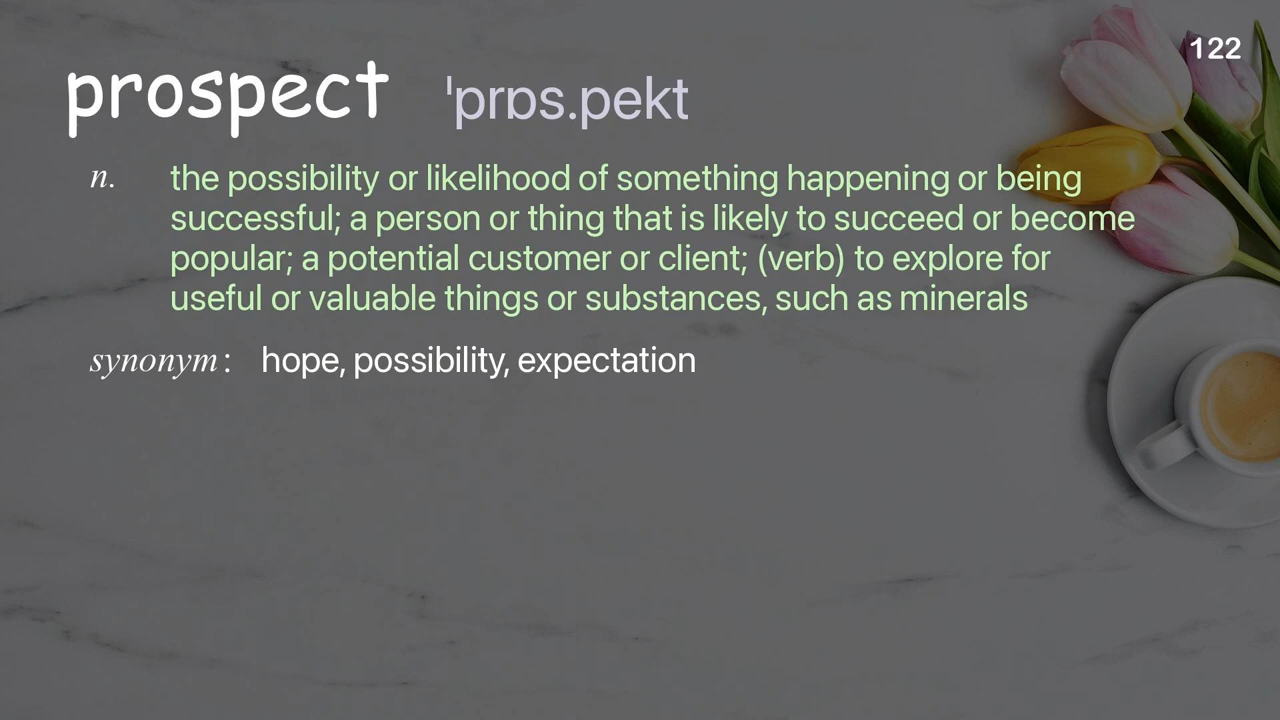 122
prospect ˈprɒs.pekt
n. the possibility or likelihood of something happening or being
successful; a person or thing that is likely to succeed or become
popular; a potential customer or client; (verb) to explore for
useful or valuable things or substances, such as minerals
synonym: hope, possibility, expectation